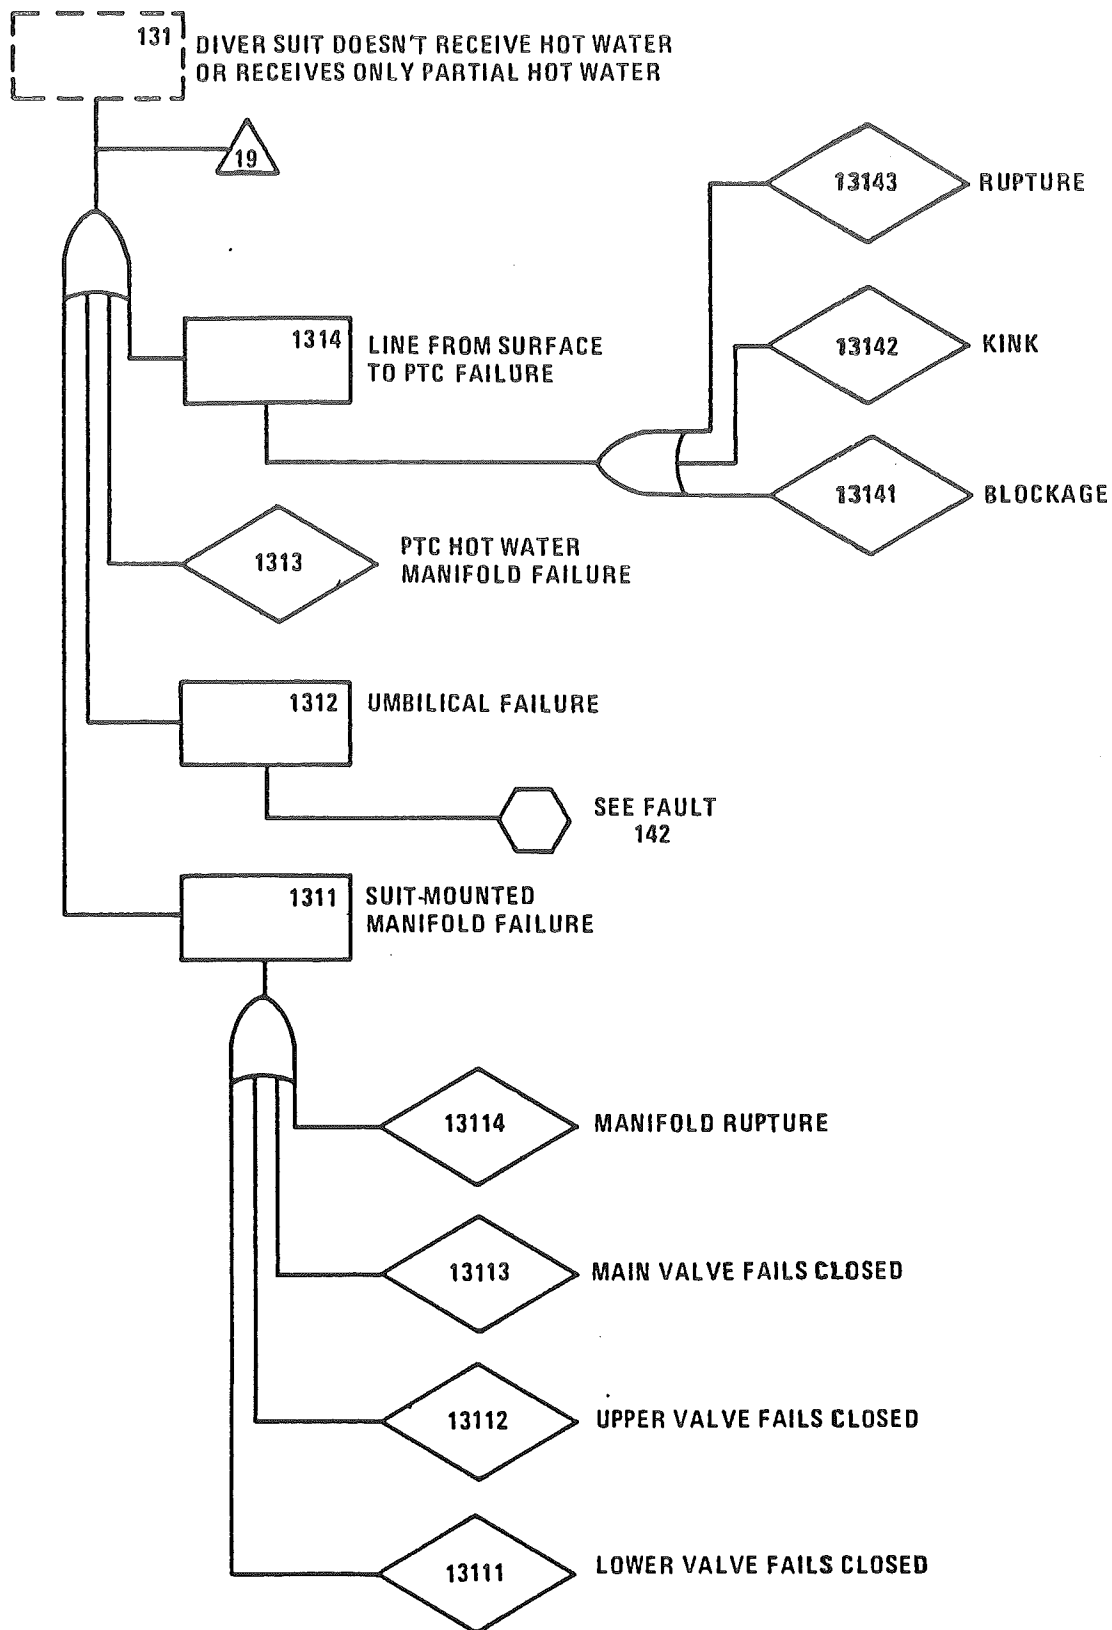 131
DIVER SUIT DOESN'T RECEIVE HOT WATER
OR RECEIVES ONLY PARTIAL HOT WATER
19
13143
RUPTURE
1314
LINE FROM SURFACE
TO PTC FAILURE
13142
KINK
13141
BLOCKAGE
1313
PTC HOT WATER
MANIFOLD FAILURE
1312
UMBILICAL FAILURE
SEE FAULT
142
1311
SUIT-MOUNTED
MANIFOLD FAILURE
13114
MANIFOLD RUPTURE
13113
MAIN VALVE FAILS CLOSED
13112
UPPER VALVE FAILS CLOSED
13111
LOWER VALVE FAILS CLOSED